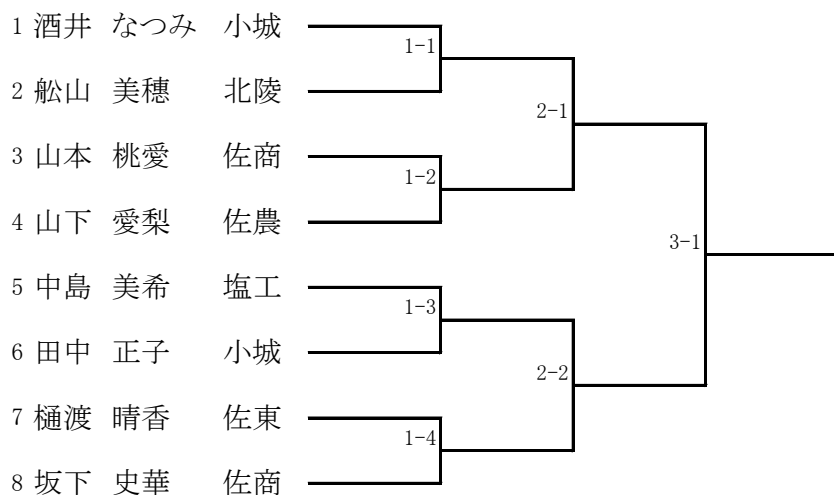 1 酒井 なつみ 小城
1-1
2 舩山 美穂 北陵
2-1
3 山本 桃愛 佐商
1-2
4 山下 愛梨 佐農
3-1
5 中島 美希 塩工
1-3
6 田中 正子 小城
2-2
7 樋渡 晴香 佐東
1-4
8 坂下 史華 佐商